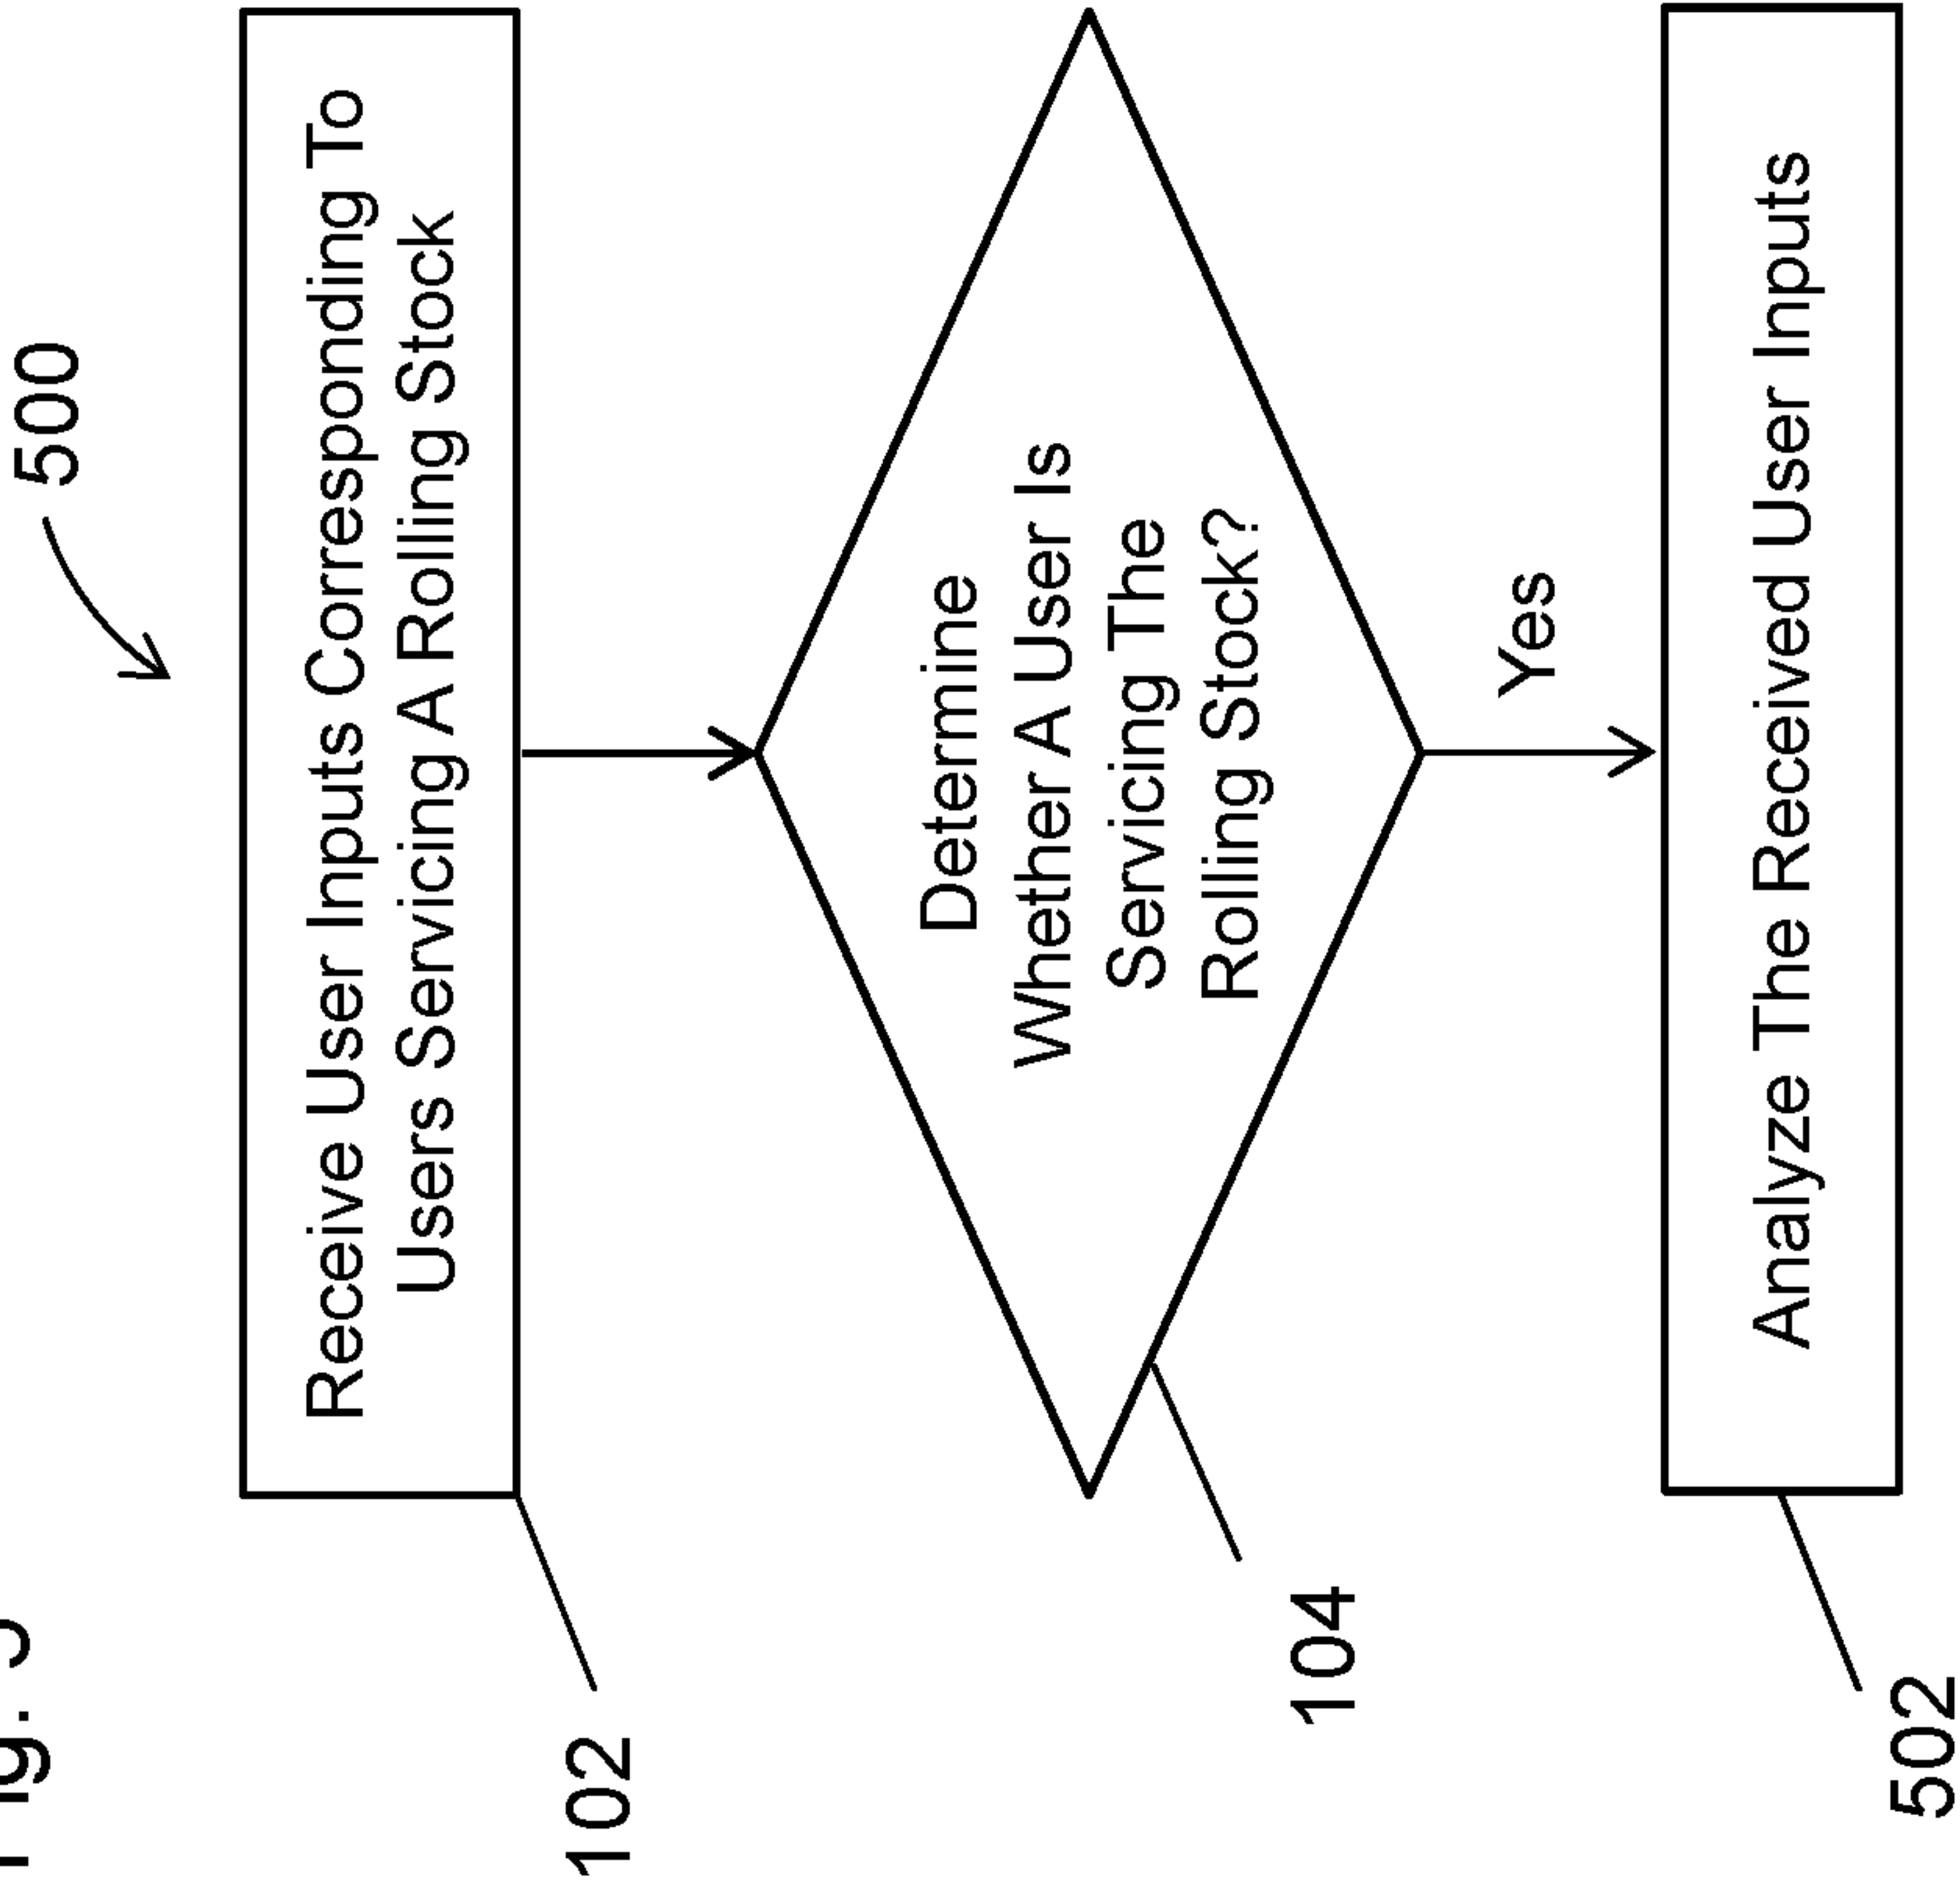 500
Receive User Inputs Corresponding To
Users Servicing A Rolling Stock
102
Determine
Whether A User Is
Servicing The
Rolling Stock?
104
Yes
Analyze The Received User Inputs
502